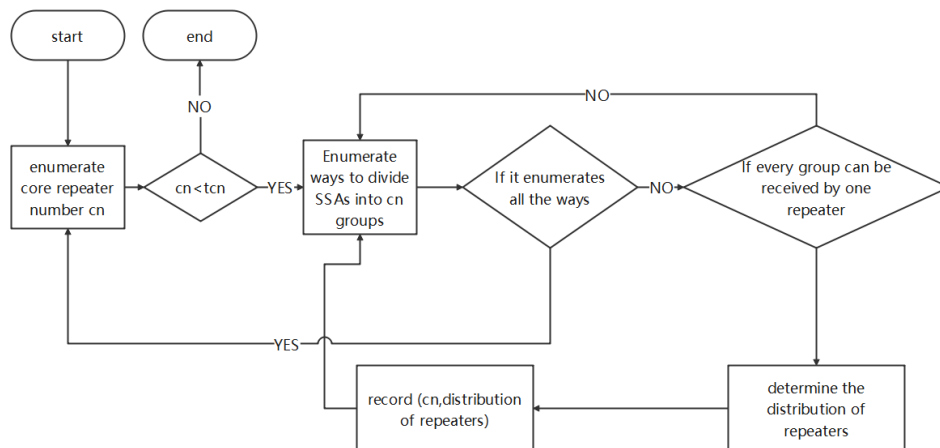 start
end
NO
NO
enumerate
core repeater
number cn
cn<tcn
YES
Enumerate
ways to divide
SSAs into cn
groups
If it enumerates
all the ways
NO
If every group can be
received by one
repeater
YES
record (cn,distribution
of repeaters)
determine the
distribution of
repeaters